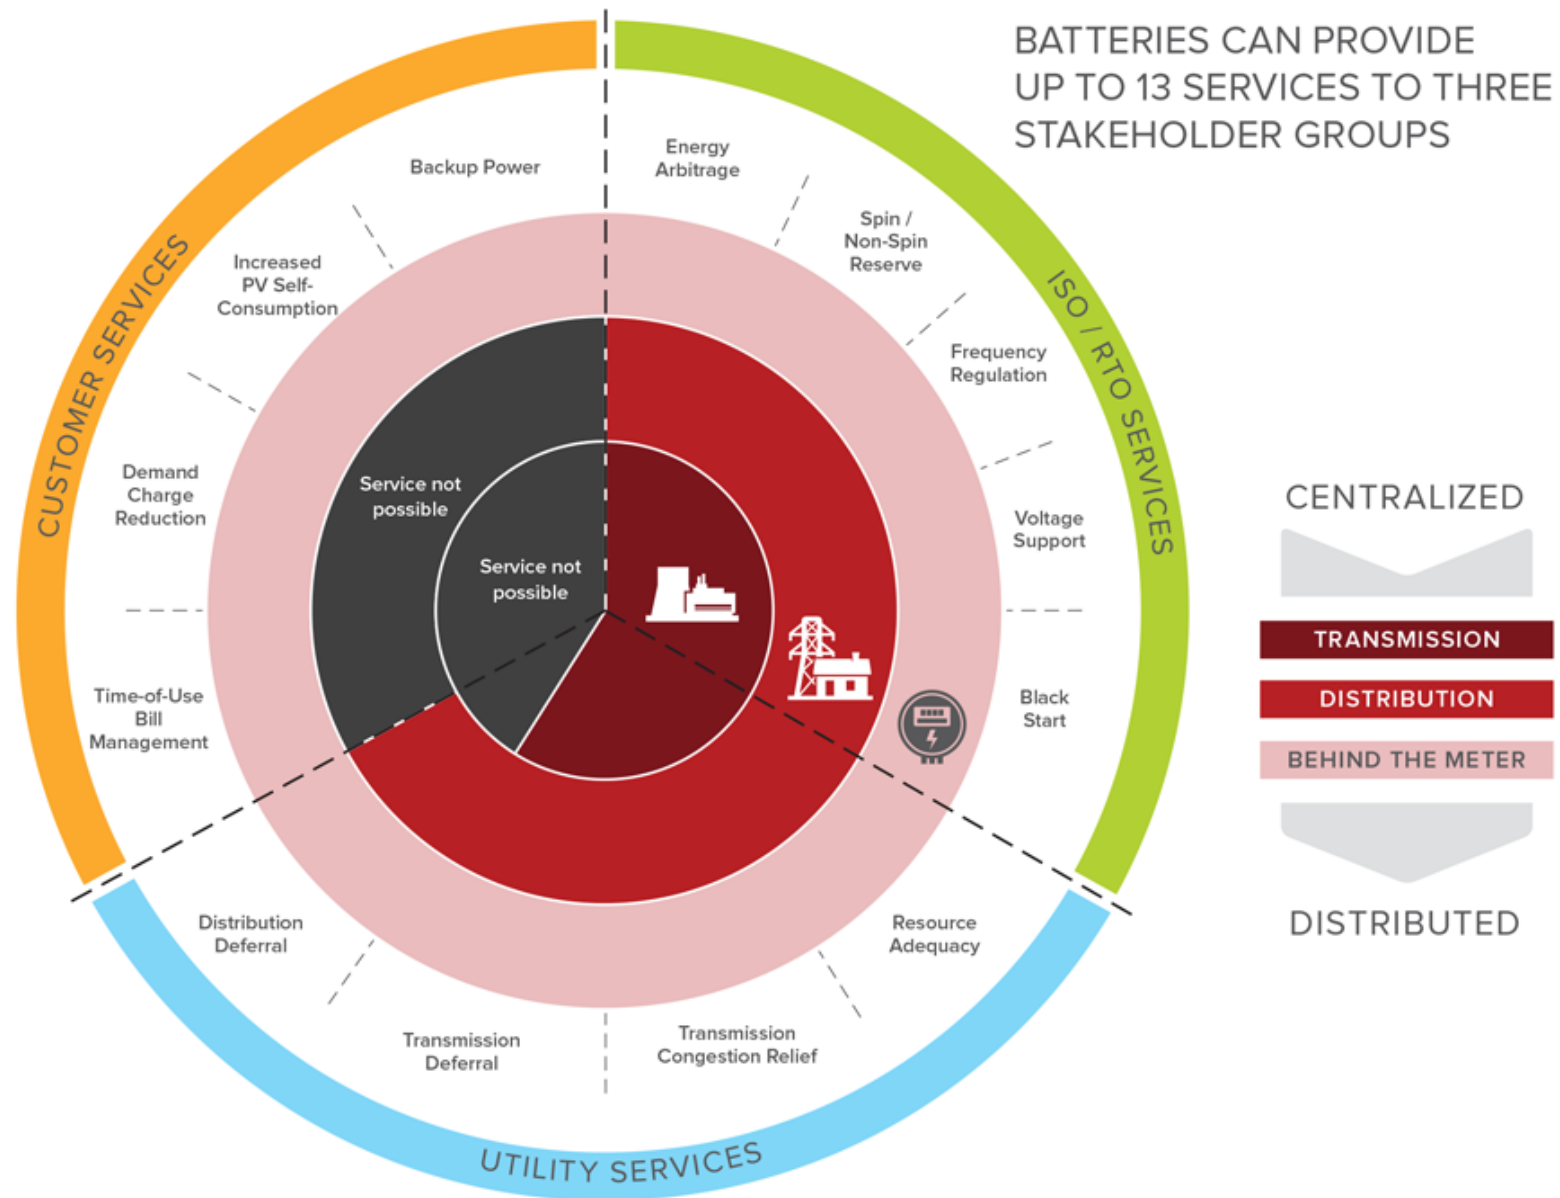 BATTERIES CAN PROVIDE
UP TO 13 SERVICES TO THREE
STAKEHOLDER GROUPS
CUSTOMER SERVICES
Backup Power
Increased
PV Self-
Consumption
Demand
Charge
Reduction
Time-of-Use
Bill
Management
ISO / RTO SERVICES
Energy
Arbitrage
Spin /
Non-Spin
Reserve
Frequency
Regulation
Voltage
Support
Black
Start
UTILITY SERVICES
Resource
Adequacy
Transmission
Congestion Relief
Transmission
Deferral
Distribution
Deferral
Service not
possible
Service not
possible
CENTRALIZED
TRANSMISSION
DISTRIBUTION
BEHIND THE METER
DISTRIBUTED